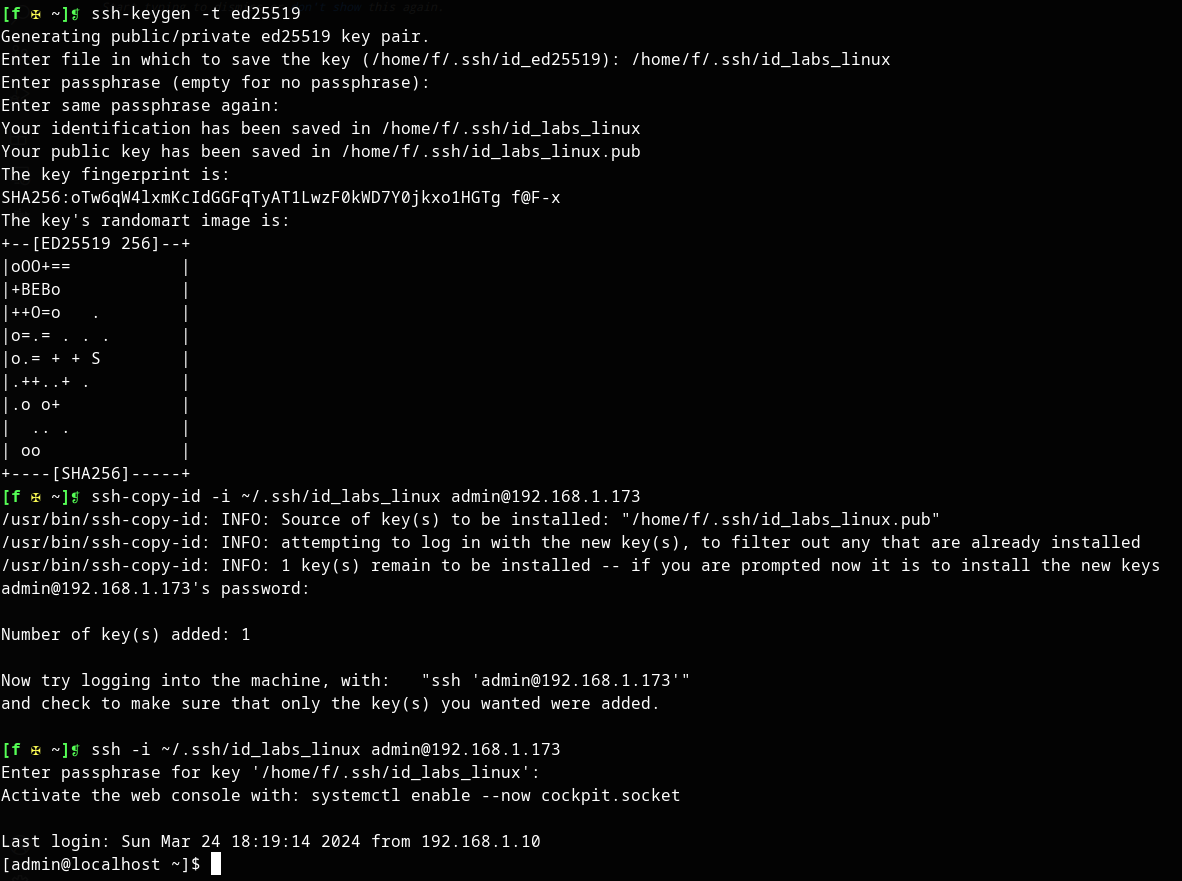 [f ✠ ~]❡ ssh-keygen -t ed25519
Generating public/private ed25519 key pair.
Enter file in which to save the key (/home/f/.ssh/id_ed25519): /home/f/.ssh/id_labs_linux
Enter passphrase (empty for no passphrase):
Enter same passphrase again:
Your identification has been saved in /home/f/.ssh/id_labs_linux
Your public key has been saved in /home/f/.ssh/id_labs_linux.pub
The key fingerprint is:
SHA256:oTw6qW4lxmKcIdGGFqTyAT1LwzF0kWD7Y0jkxo1HGTg f@F-x
The key's randomart image is:
+--[ED25519 256]--+
|oOO+==           |
|+BEBo            |
|++O=o   .        |
|o=.= . . .       |
|o.= + + S        |
|.++..+ .         |
|.o o+            |
|  .. .           |
| oo              |
+----[SHA256]-----+
[f ✠ ~]❡ ssh-copy-id -i ~/.ssh/id_labs_linux admin@192.168.1.173
/usr/bin/ssh-copy-id: INFO: Source of key(s) to be installed: "/home/f/.ssh/id_labs_linux.pub"
/usr/bin/ssh-copy-id: INFO: attempting to log in with the new key(s), to filter out any that are already installed
/usr/bin/ssh-copy-id: INFO: 1 key(s) remain to be installed -- if you are prompted now it is to install the new keys
admin@192.168.1.173's password:

Number of key(s) added: 1

Now try logging into the machine, with:   "ssh 'admin@192.168.1.173'"
and check to make sure that only the key(s) you wanted were added.

[f ✠ ~]❡ ssh -i ~/.ssh/id_labs_linux admin@192.168.1.173
Enter passphrase for key '/home/f/.ssh/id_labs_linux':
Activate the web console with: systemctl enable --now cockpit.socket

Last login: Sun Mar 24 18:19:14 2024 from 192.168.1.10
[admin@localhost ~]$